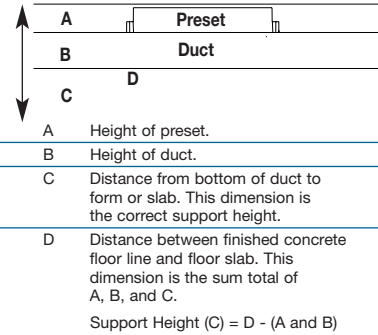 A Preset
B Duct
D
C
A Height of preset.
B Height of duct.
C Distance from bottom of duct to
form or slab. This dimension is
the correct support height.
D Distance between finished concrete
floor line and floor slab. This
dimension is the sum total of
A, B, and C.
Support Height (C) = D - (A and B)